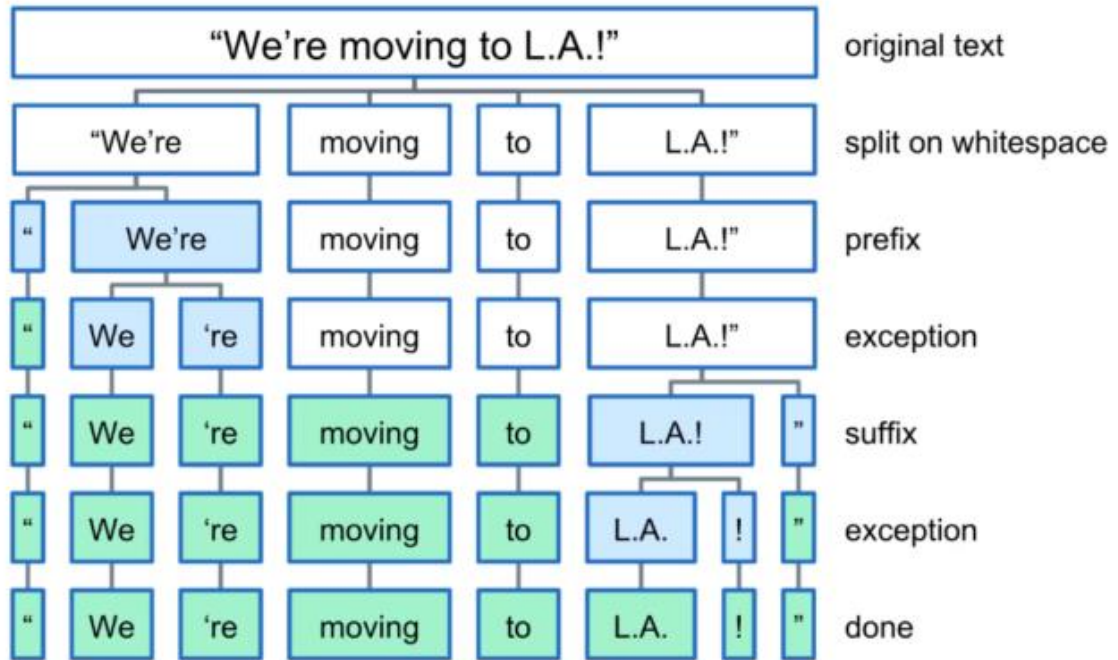 “We’re moving to L.A.!” original text
“We’re moving to L.A.!” split on whitespace
“ We’re moving to L.A.!” prefix
“ We ‘re moving to L.A.!” exception
“ We ’re moving to L.A.! ” suffix
“ We ’re moving to L.A. ! ” exception
“ We ’re moving to L.A. ! ” done